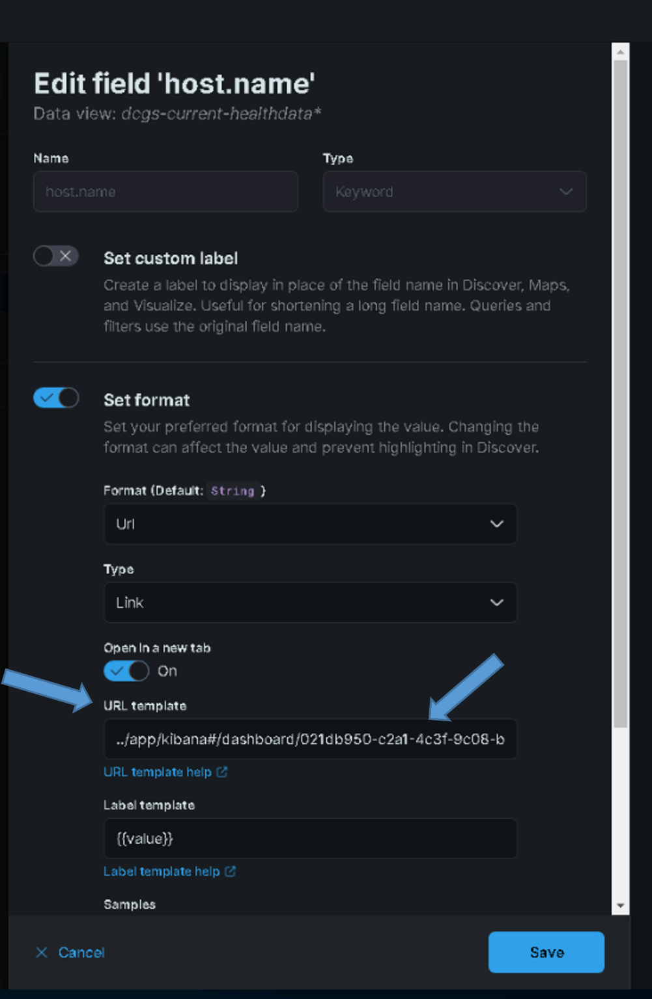 Edit field 'host.name'
Data view: dcgs-current-healthdata*
Name
Type
host.name
Keyword
Set custom label
Create a label to display in place of the field name in Discover, Maps,
and Visualize. Useful for shortening a long field name. Queries and
filters use the original field name.
Set format
Set your preferred format for displaying the value. Changing the
format can affect the value and prevent highlighting in Discover.
Format (Default: String )
Url
Type
Link
Open in a new tab
On
URL template
../app/kibana#/dashboard/021db950-c2a1-4c3f-9c08-b
URL template help
Label template
{{value}}
Label template help
Samples
Cancel
Save